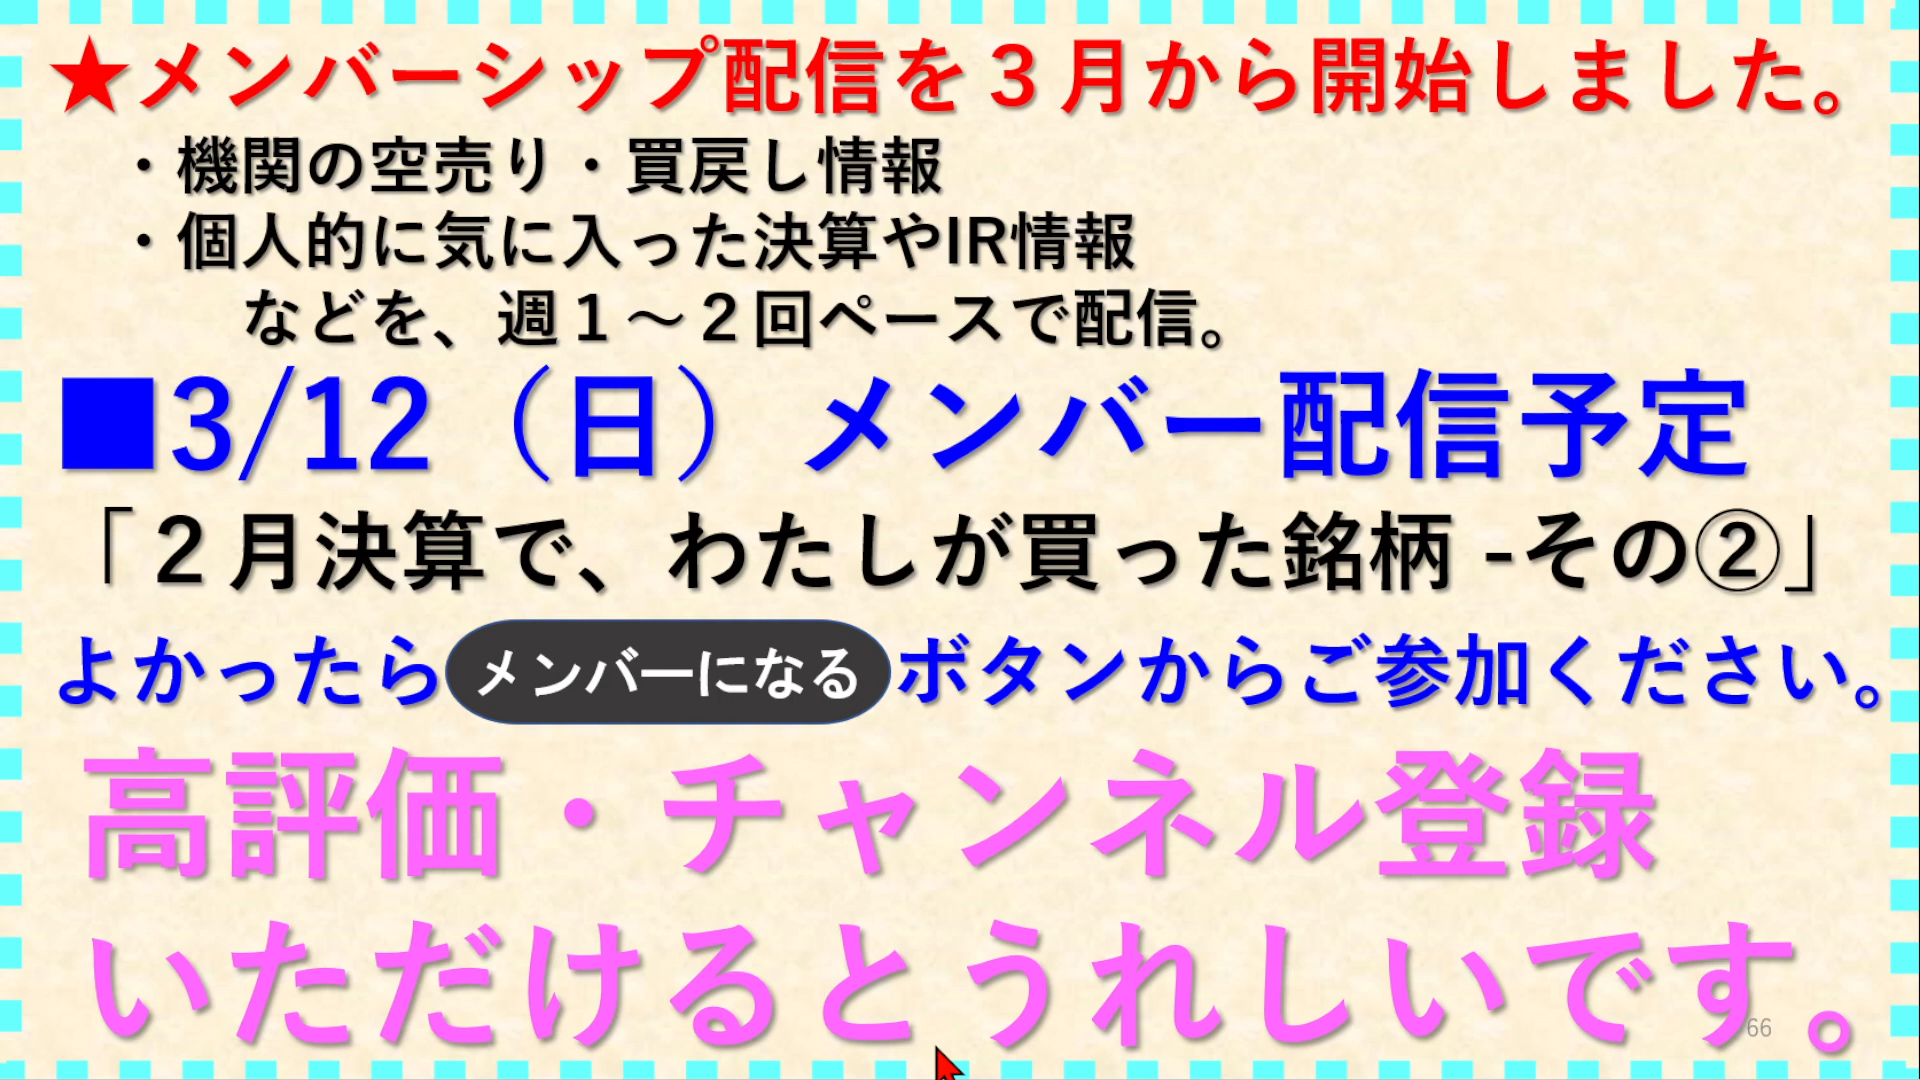 ★メンバーシップ配信を３月から開始しました。
・機関の空売り・買戻し情報
・個人的に気に入った決算やIR情報
などを、週１～２回ペースで配信。
■3/12（日）メンバー配信予定
「２月決算で、わたしが買った銘柄 -その②」
よかったらメンバーになるボタンからご参加ください。
高評価・チャンネル登録
いただけるとうれしいです。
66